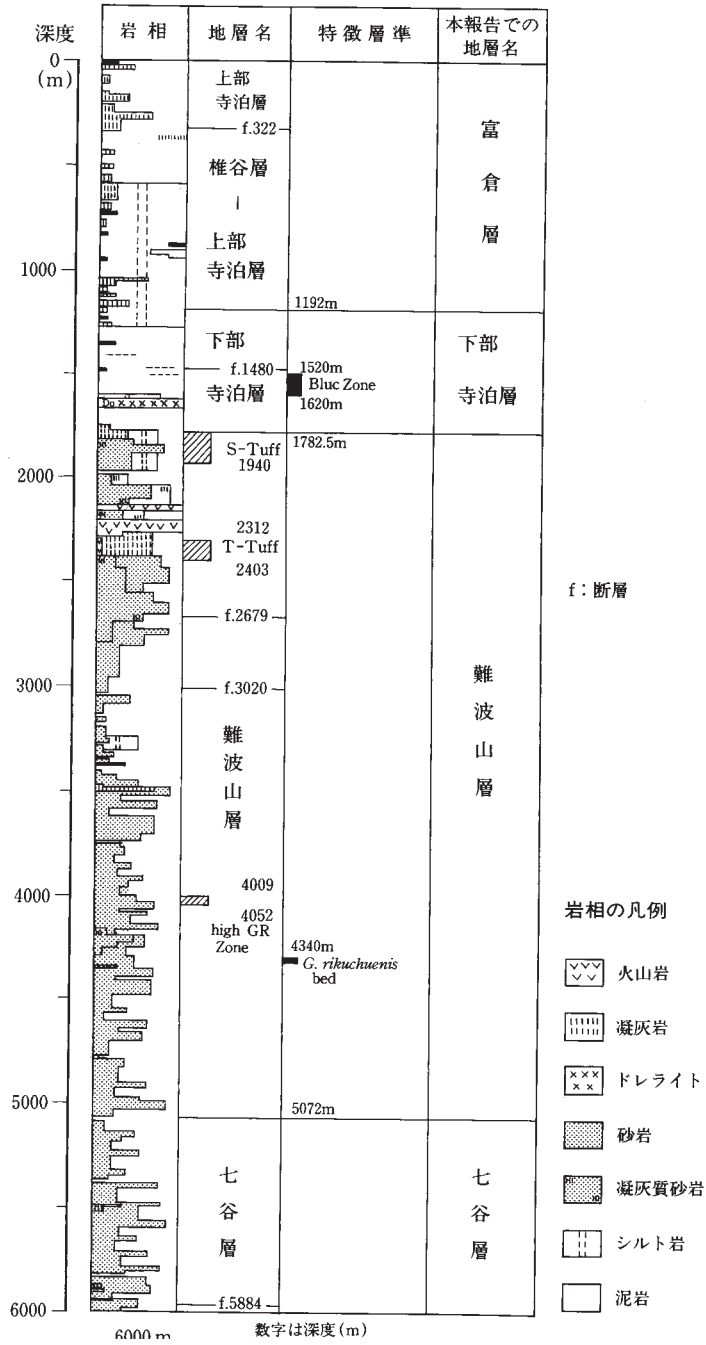 深度
(m)
岩相
地層名
特徴層準
本報告での
地層名
0
1000
2000
3000
4000
5000
6000
上部
寺泊層
f.322
椎谷層
～
上部
寺泊層
下部
f.1480
寺泊層
S-Tuff
1940
2312
T-Tuff
2403
f.2679
f.3020
難波山層
4009
4052
high GR
Zone
七谷層
f.5884
1192m
1520m
Bluc Zone
1620m
1782.5m
4340m
G. rikuchuenis
bed
5072m
富倉層
下部
寺泊層
難波山層
七谷層
Do
6000 m
数字は深度(m)
f：断層
岩相の凡例
火山岩
凝灰岩
ドレライト
砂岩
凝灰質砂岩
シルト岩
泥岩